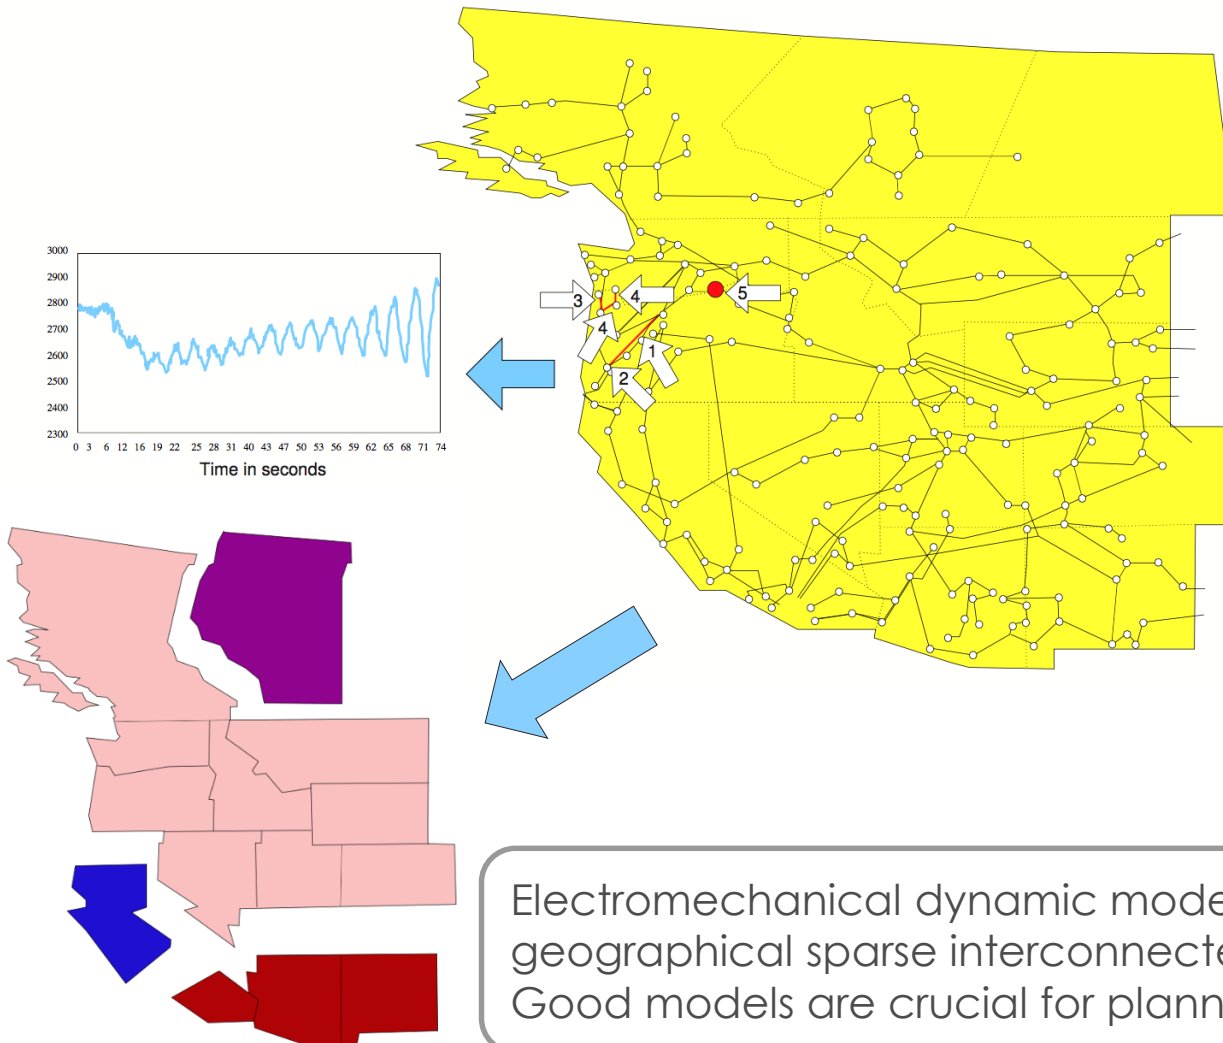 3
4
5
4
1
2
3000
2900
2800
2700
2600
2500
2400
2300
0 3 6 9 12 16 19 22 25 28 31 40 43 47 50 53 56 59 62 65 68 71 74
Time in seconds
Electromechanical dynamic mode
geographical sparse interconnecte
Good models are crucial for plann